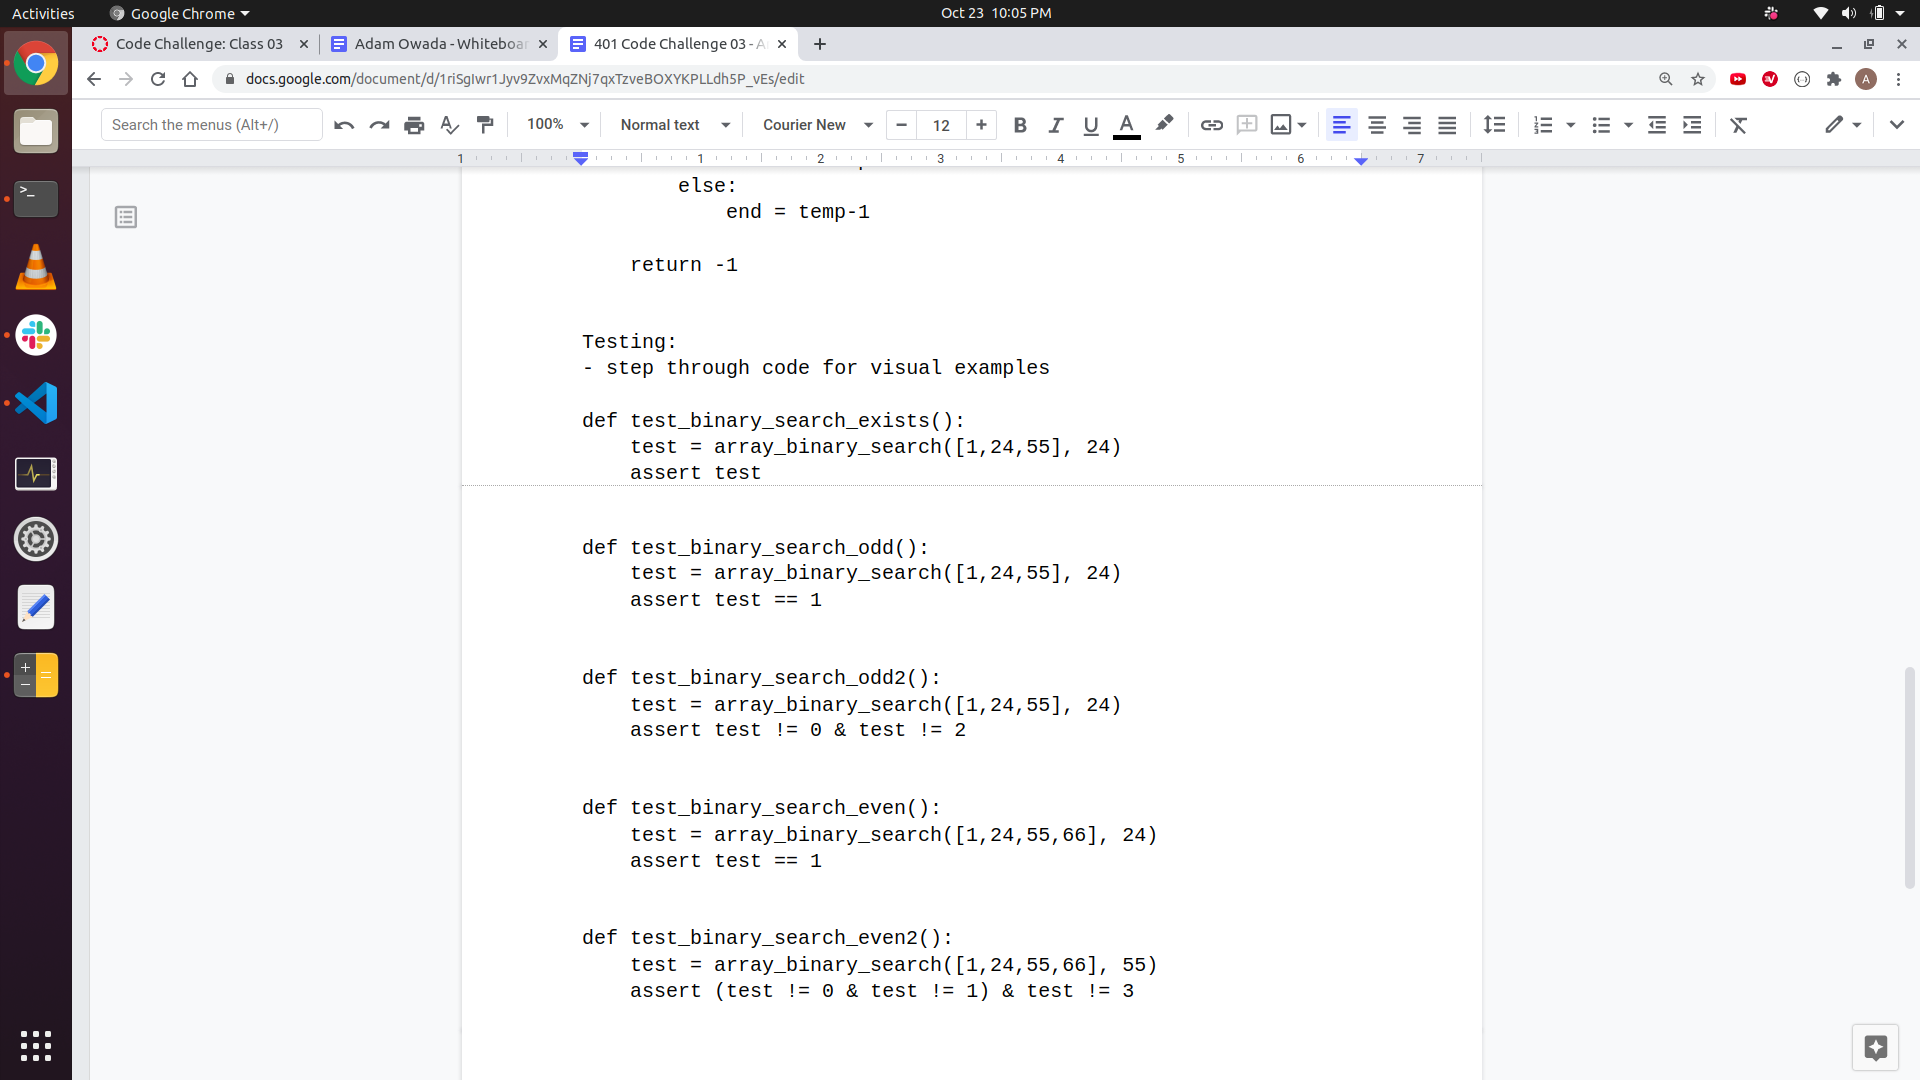 Activities
Google Chrome
Oct 23 10:05 PM
Code Challenge: Class 03
Adam Owada - Whiteboar
401 Code Challenge 03 - A
docs.google.com/document/d/1riSgIwr1Jyv9ZvxMqZNj7qxTzveBOXYKPLLdh5P_vEs/edit
A
Search the menus (Alt+/)
100%
Normal text
Courier New
12
B I U A
1 1 2 3 4 5 6 7
else:
end = temp-1
return -1
Testing:
- step through code for visual examples
def test_binary_search_exists():
test = array_binary_search([1,24,55], 24)
assert test
def test_binary_search_odd():
test = array_binary_search([1,24,55], 24)
assert test == 1
def test_binary_search_odd2():
test = array_binary_search([1,24,55], 24)
assert test != 0 & test != 2
def test_binary_search_even():
test = array_binary_search([1,24,55,66], 24)
assert test == 1
def test_binary_search_even2():
test = array_binary_search([1,24,55,66], 55)
assert (test != 0 & test != 1) & test != 3